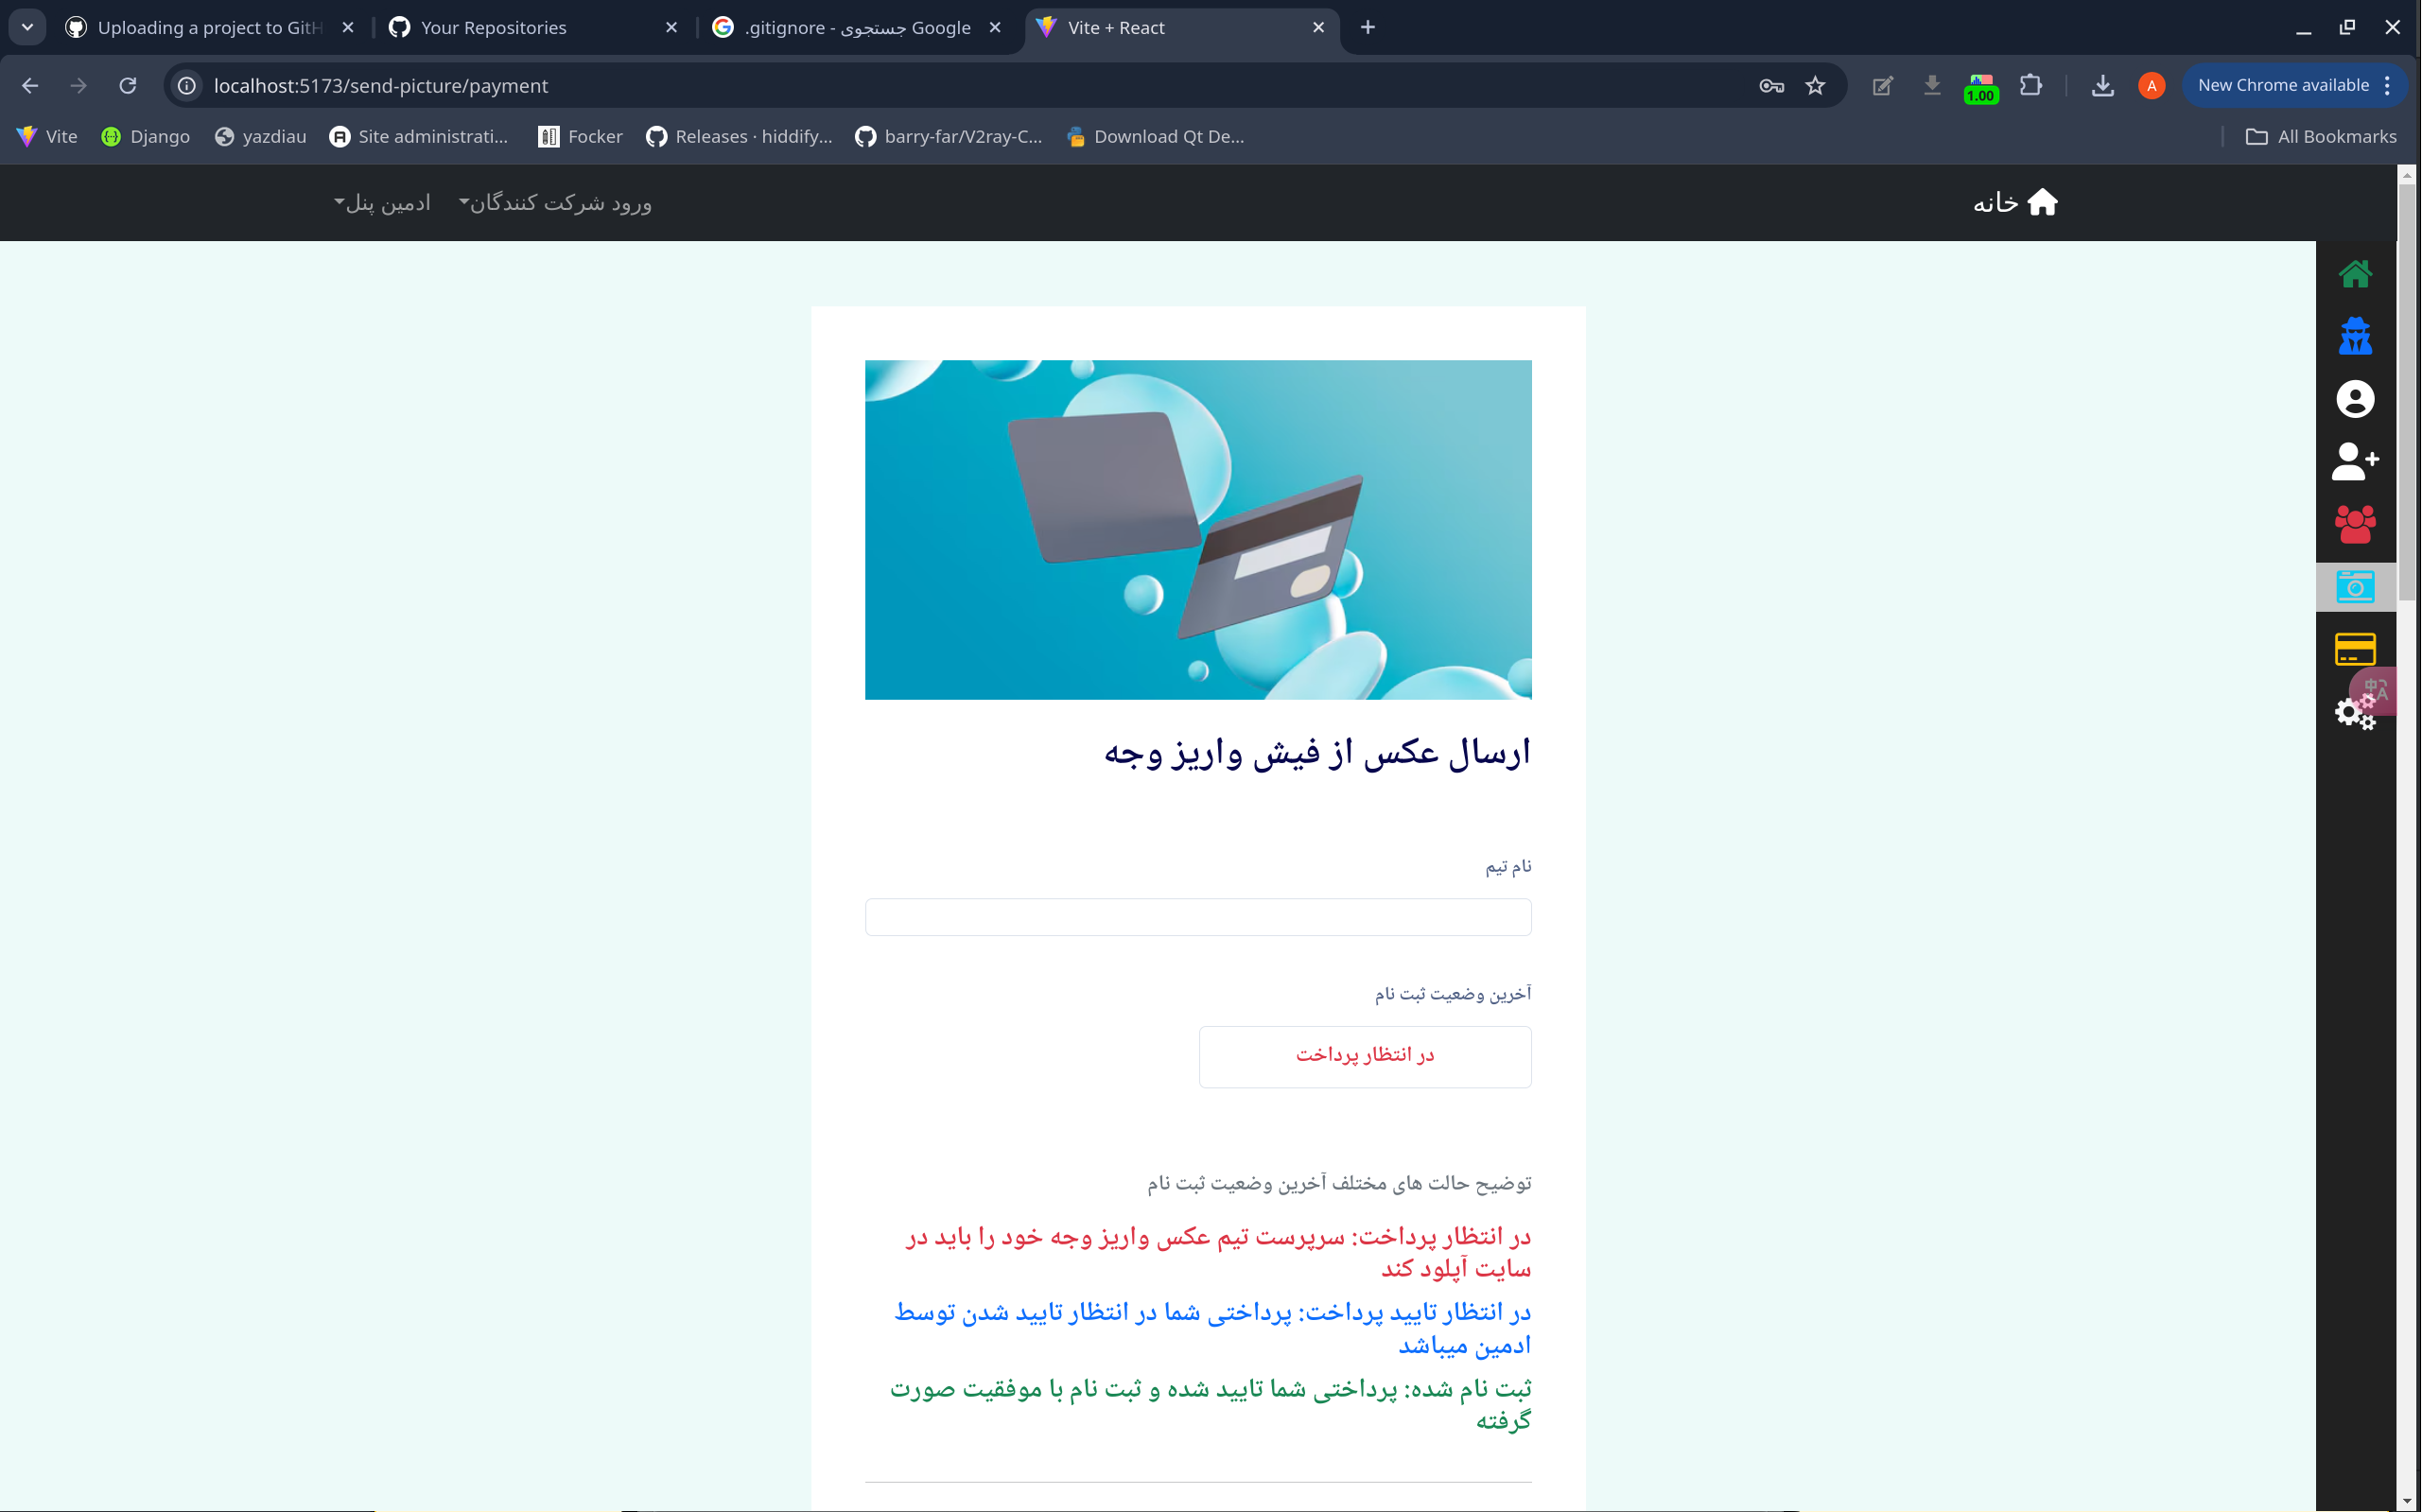 Uploading a project to GitH
Your Repositories
.gitignore - جستجوی Google
Vite + React
localhost:5173/send-picture/payment
1.00
A
New Chrome available
Vite
Django
yazdiau
Site administrati...
Focker
Releases · hiddify...
barry-far/V2ray-C...
Download Qt De...
All Bookmarks
خانه
ورود شرکت کنندگان
ادمین پنل
ارسال عکس از فیش واریز وجه
نام تیم
آخرین وضعیت ثبت نام
در انتظار پرداخت
توضیح حالت های مختلف آخرین وضعیت ثبت نام
در انتظار پرداخت: سرپرست تیم عکس واریز وجه خود را باید در
سایت آپلود کند
در انتظار تایید پرداخت: پرداختی شما در انتظار تایید شدن توسط
ادمین میباشد
ثبت نام شده: پرداختی شما تایید شده و ثبت نام با موفقیت صورت
گرفته